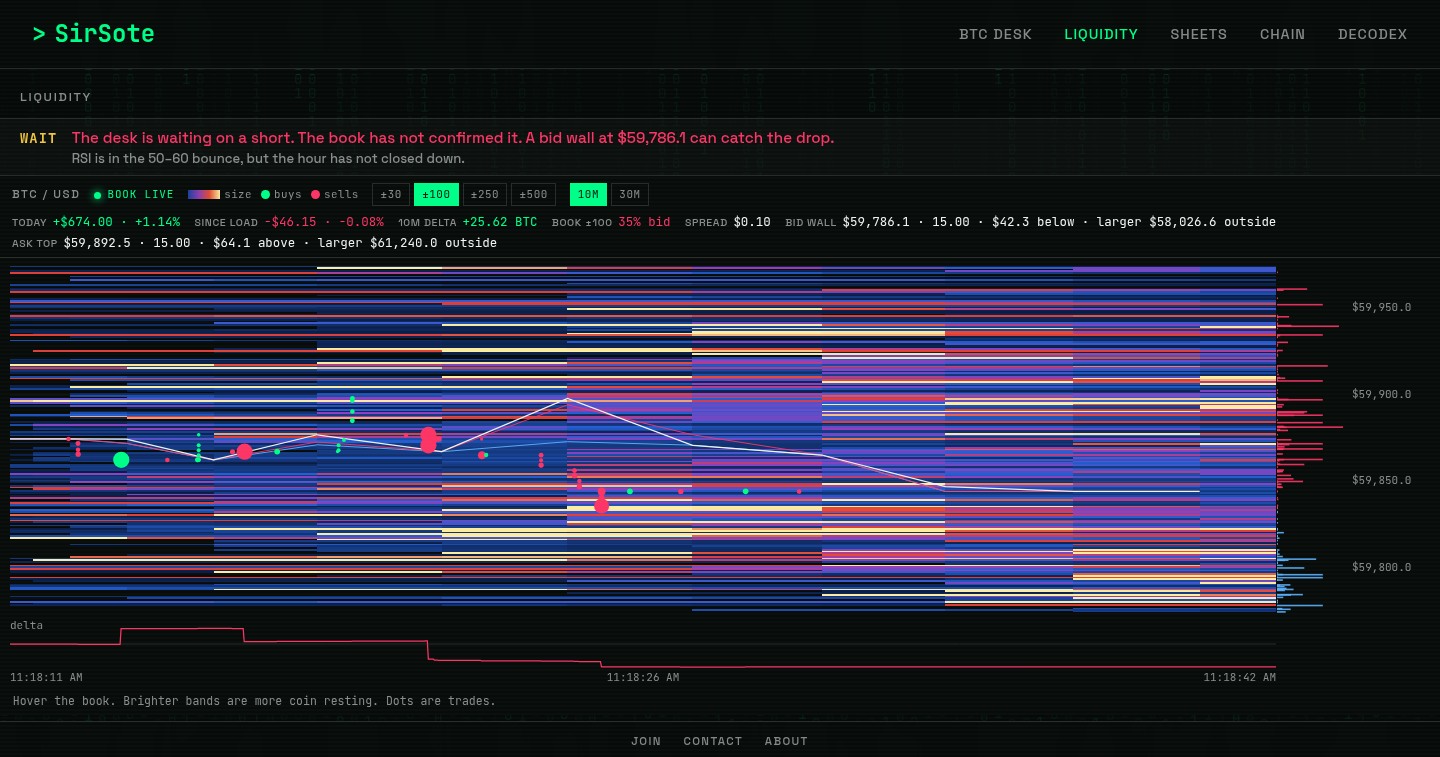 > SirSote
BTC DESK LIQUIDITY SHEETS CHAIN DECODEX
LIQUIDITY
WAIT The desk is waiting on a short. The book has not confirmed it. A bid wall at $59,786.1 can catch the drop.
RSI is in the 50–60 bounce, but the hour has not closed down.
BTC / USD BOOK LIVE size buys sells ±30 ±100 ±250 ±500 10M 30M
TODAY +$674.00 · +1.14% SINCE LOAD -$46.15 · -0.08% 10M DELTA +25.62 BTC BOOK ±100 35% bid SPREAD $0.10 BID WALL $59,786.1 · 15.00 · $42.3 below · larger $58,026.6 outside
ASK TOP $59,892.5 · 15.00 · $64.1 above · larger $61,240.0 outside
$59,950.0
$59,900.0
$59,850.0
$59,800.0
delta
11:18:11 AM 11:18:26 AM 11:18:42 AM
Hover the book. Brighter bands are more coin resting. Dots are trades.
JOIN CONTACT ABOUT